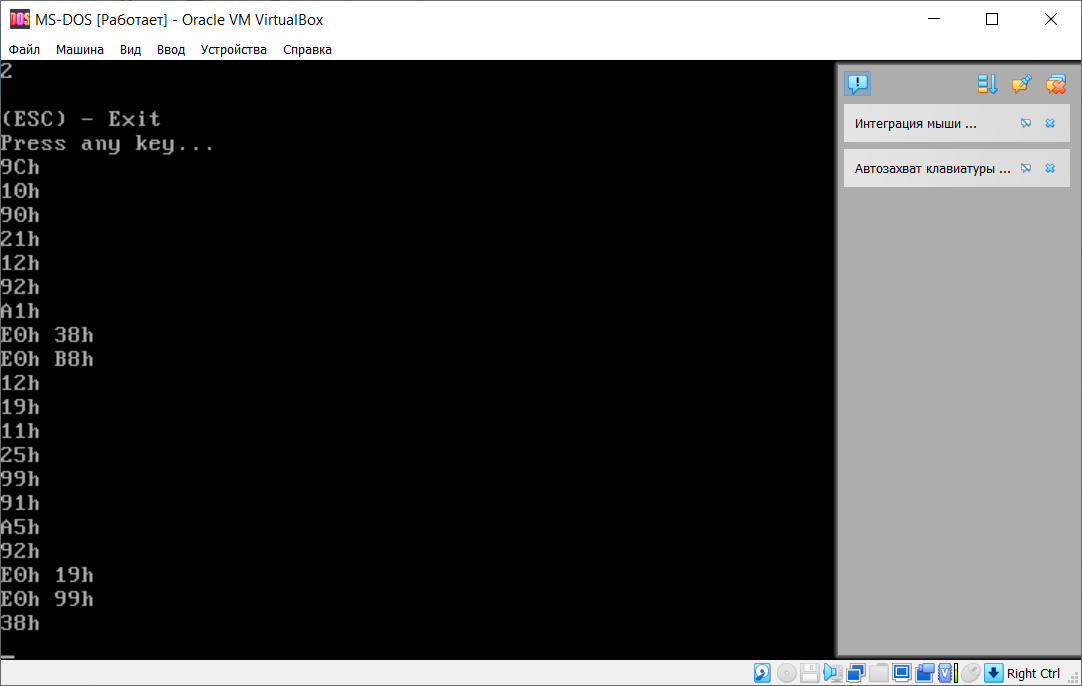 MS-DOS [Работает] - Oracle VM VirtualBox
Файл Машина Вид Ввод Устройства Справка
2
(ESC) - Exit
Press any key...
9Ch
10h
90h
21h
12h
92h
A1h
E0h 38h
E0h B8h
12h
19h
11h
25h
99h
91h
A5h
92h
E0h 19h
E0h 99h
38h
Интеграция мыши ...
Автозахват клавиатуры ...
Right Ctrl